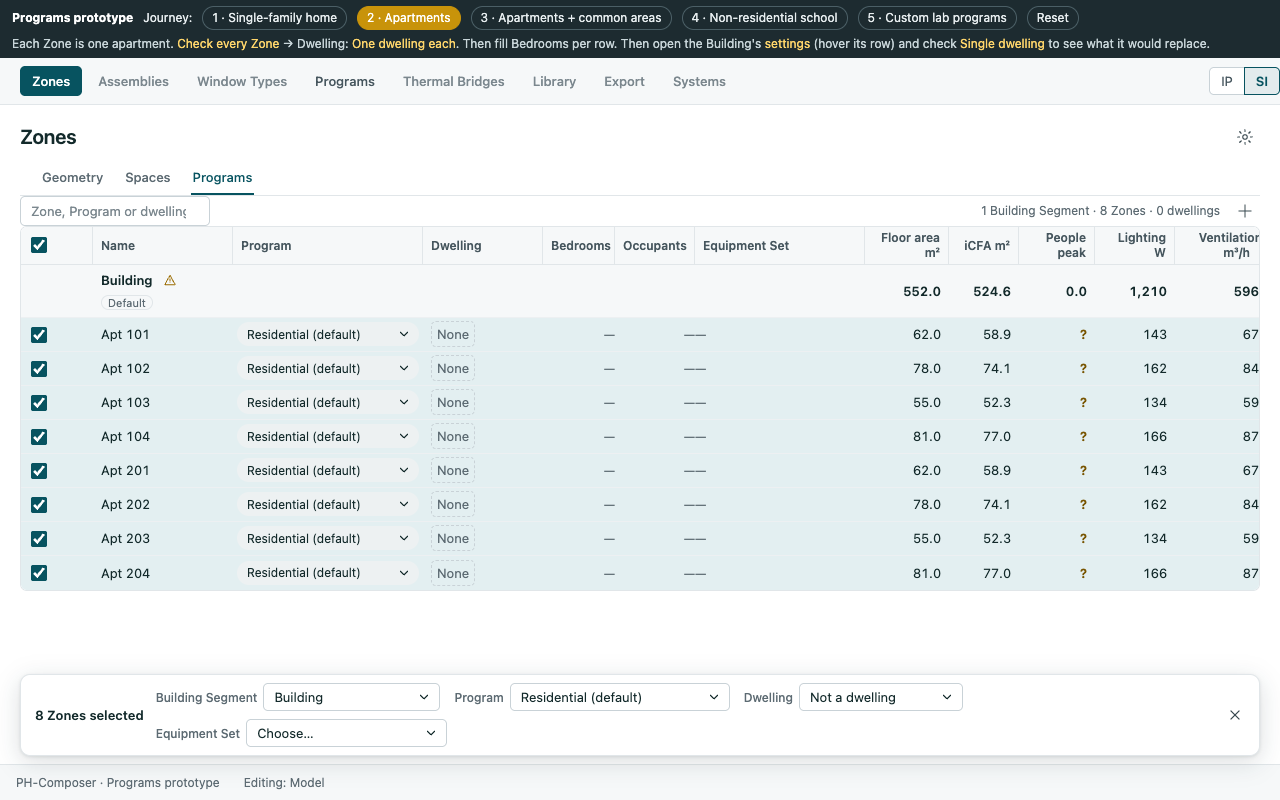 Programs prototype Journey: 1 · Single-family home 2 · Apartments 3 · Apartments + common areas 4 · Non-residential school 5 · Custom lab programs Reset
Each Zone is one apartment. Check every Zone → Dwelling: One dwelling each. Then fill Bedrooms per row. Then open the Building's settings (hover its row) and check Single dwelling to see what it would replace.
Zones Assemblies Window Types Programs Thermal Bridges Library Export Systems IP SI
Zones
Geometry Spaces Programs
Zone, Program or dwelling 1 Building Segment · 8 Zones · 0 dwellings
Name Program Dwelling Bedrooms Occupants Equipment Set Floor area m² iCFA m² People peak Lighting W Ventilation m³/h
Building 552.0 524.6 0.0 1,210 596
Default
Apt 101 Residential (default) None — — — 62.0 58.9 ? 143 67
Apt 102 Residential (default) None — — — 78.0 74.1 ? 162 84
Apt 103 Residential (default) None — — — 55.0 52.3 ? 134 59
Apt 104 Residential (default) None — — — 81.0 77.0 ? 166 87
Apt 201 Residential (default) None — — — 62.0 58.9 ? 143 67
Apt 202 Residential (default) None — — — 78.0 74.1 ? 162 84
Apt 203 Residential (default) None — — — 55.0 52.3 ? 134 59
Apt 204 Residential (default) None — — — 81.0 77.0 ? 166 87
8 Zones selected
Building Segment Building Program Residential (default) Dwelling Not a dwelling
Equipment Set Choose...
PH-Composer · Programs prototype Editing: Model